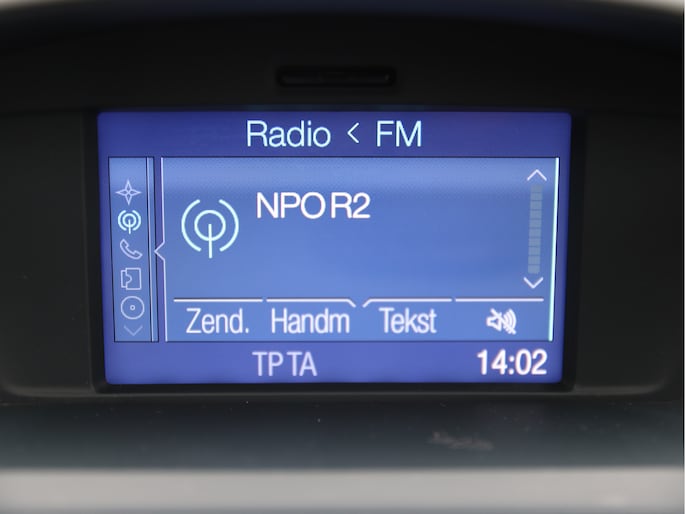 Radio < FM
NPO R2
Zend. Handm Tekst
TP TA 14:02